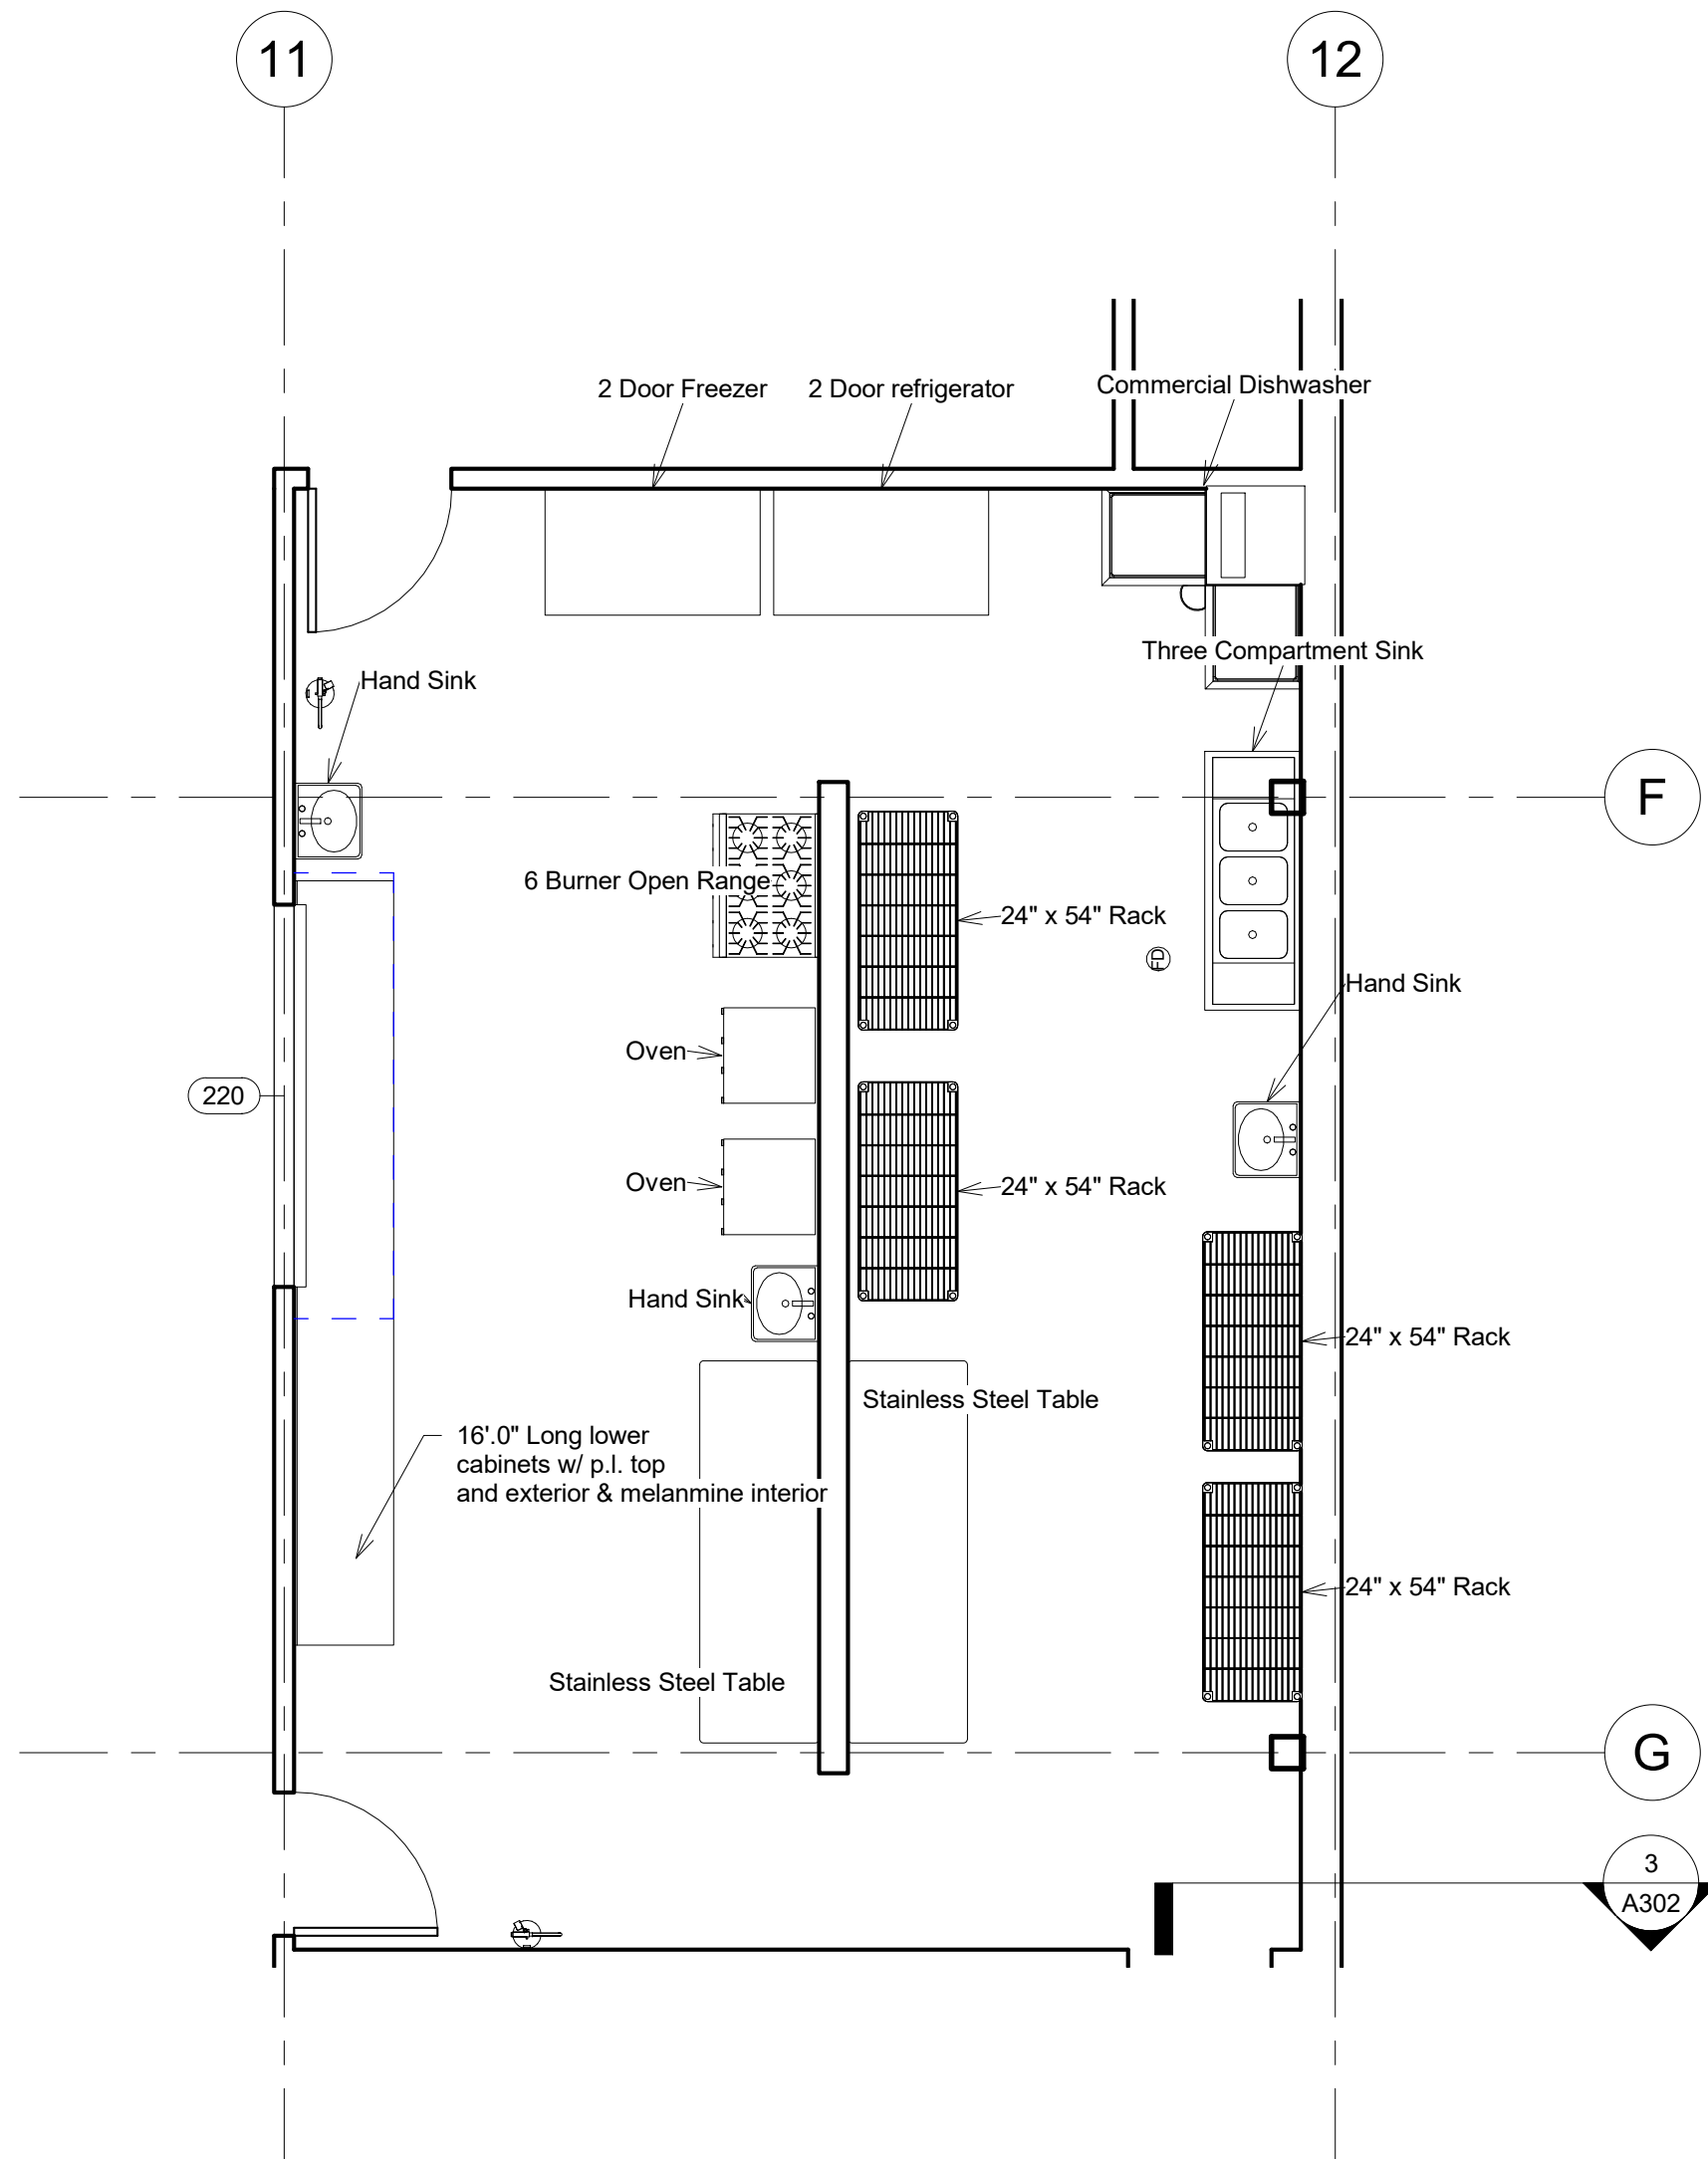 11
12
2 Door Freezer
2 Door refrigerator
Commercial Dishwasher
Three Compartment Sink
Hand Sink
F
6 Burner Open Range
24" x 54" Rack
FD
Hand Sink
Oven
220
Oven
24" x 54" Rack
Hand Sink
24" x 54" Rack
Stainless Steel Table
16'.0" Long lower
cabinets w/ p.l. top
and exterior & melanmine interior
24" x 54" Rack
Stainless Steel Table
G
3
A302